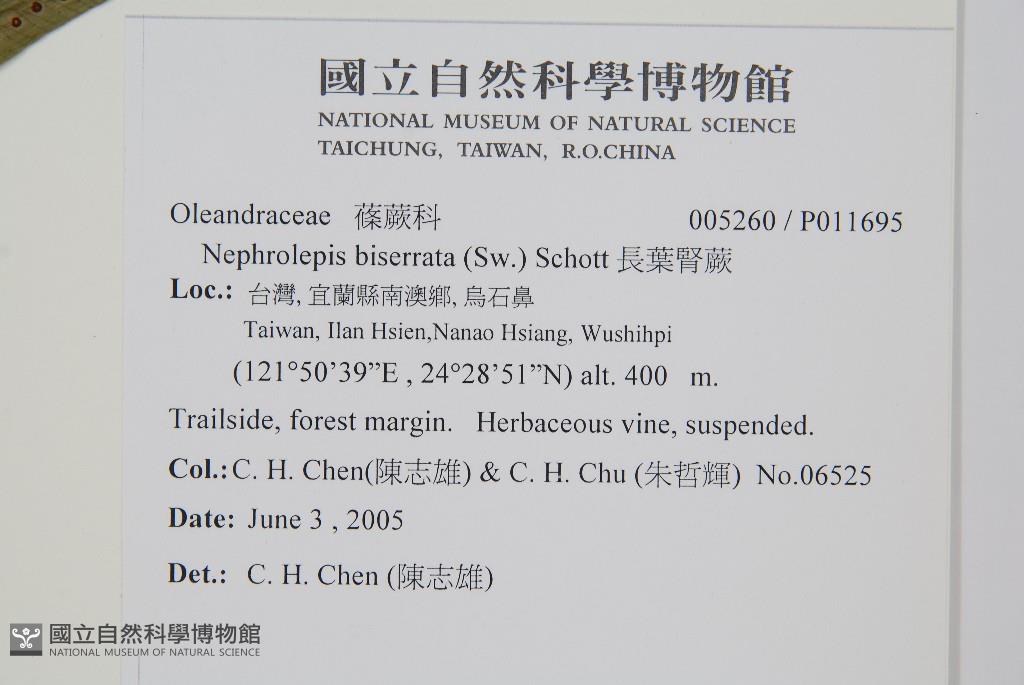 國立自然科學博物館
NATIONAL MUSEUM OF NATURAL SCIENCE
TAICHUNG, TAIWAN, R.O.CHINA
Oleandraceae 蓧蕨科 005260 / P011695
Nephrolepis biserrata (Sw.) Schott 長葉腎蕨
Loc.: 台灣, 宜蘭縣南澳鄉, 烏石鼻
Taiwan, Ilan Hsien,Nanao Hsiang, Wushihpi
(121°50’39”E , 24°28’51”N) alt. 400 m.
Trailside, forest margin. Herbaceous vine, suspended.
Col.: C. H. Chen(陳志雄) & C. H. Chu (朱哲輝) No.06525
Date: June 3 , 2005
Det.: C. H. Chen (陳志雄)
國立自然科學博物館
NATIONAL MUSEUM OF NATURAL SCIENCE